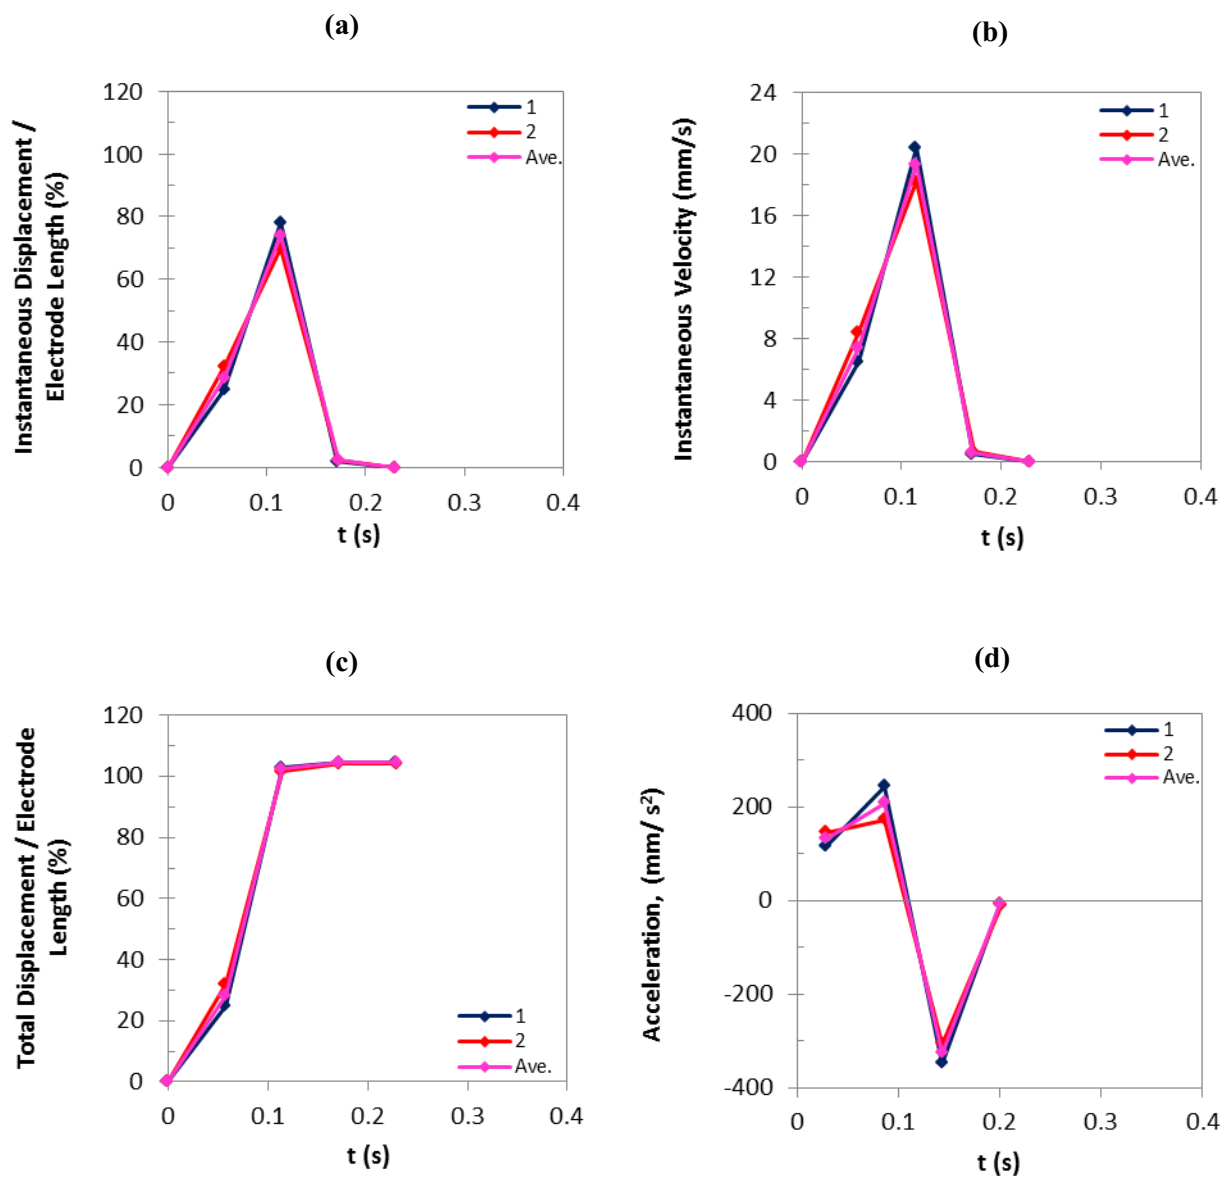 (a)
Instantaneous Displacement /
Electrode Length (%)
120
100
80
60
40
20
0
0 0.1 0.2 0.3 0.4
t (s)
1
2
Ave.
(b)
Instantaneous Velocity (mm/s)
24
20
16
12
8
4
0
0 0.1 0.2 0.3 0.4
t (s)
1
2
Ave.
(c)
Total Displacement / Electrode
Length (%)
120
100
80
60
40
20
0
0 0.1 0.2 0.3 0.4
t (s)
1
2
Ave.
(d)
Acceleration, (mm/ s²)
400
200
0
-200
-400
0 0.1 0.2 0.3 0.4
t (s)
1
2
Ave.